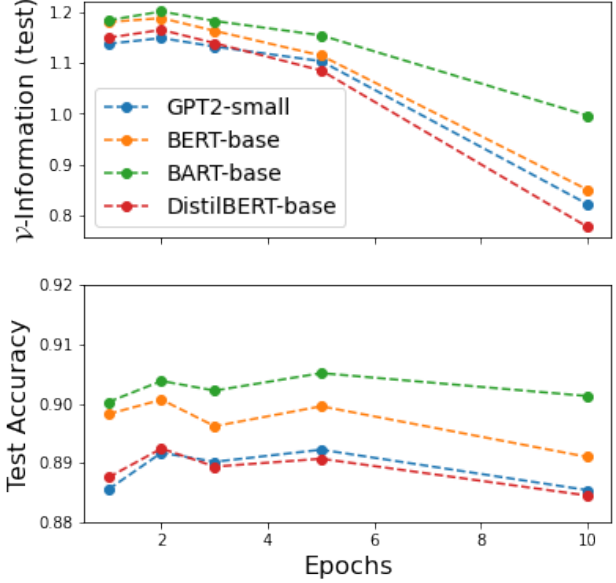 1.2
1.1
1.0
0.9
0.8
𝒱-Information (test)
GPT2-small
BERT-base
BART-base
DistilBERT-base
0.92
0.91
0.90
0.89
0.88
Test Accuracy
2 4 6 8 10
Epochs